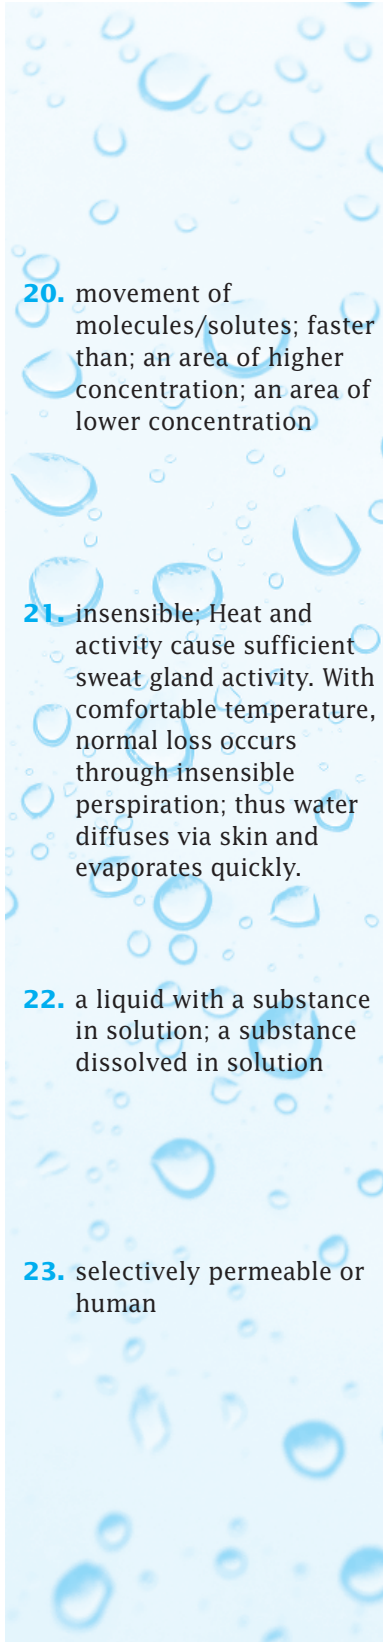 20. movement of
molecules/solutes; faster
than; an area of higher
concentration; an area of
lower concentration
21. insensible; Heat and
activity cause sufficient
sweat gland activity. With
comfortable temperature,
normal loss occurs
through insensible
perspiration; thus water
diffuses via skin and
evaporates quickly.
22. a liquid with a substance
in solution; a substance
dissolved in solution
23. selectively permeable or
human